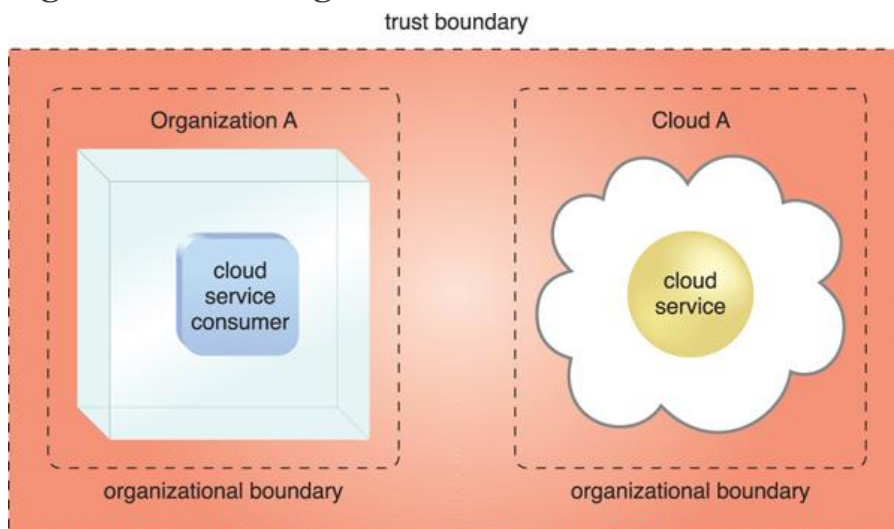 trust boundary
Organization A
Cloud A
cloud
service
consumer
cloud
service
organizational boundary
organizational boundary